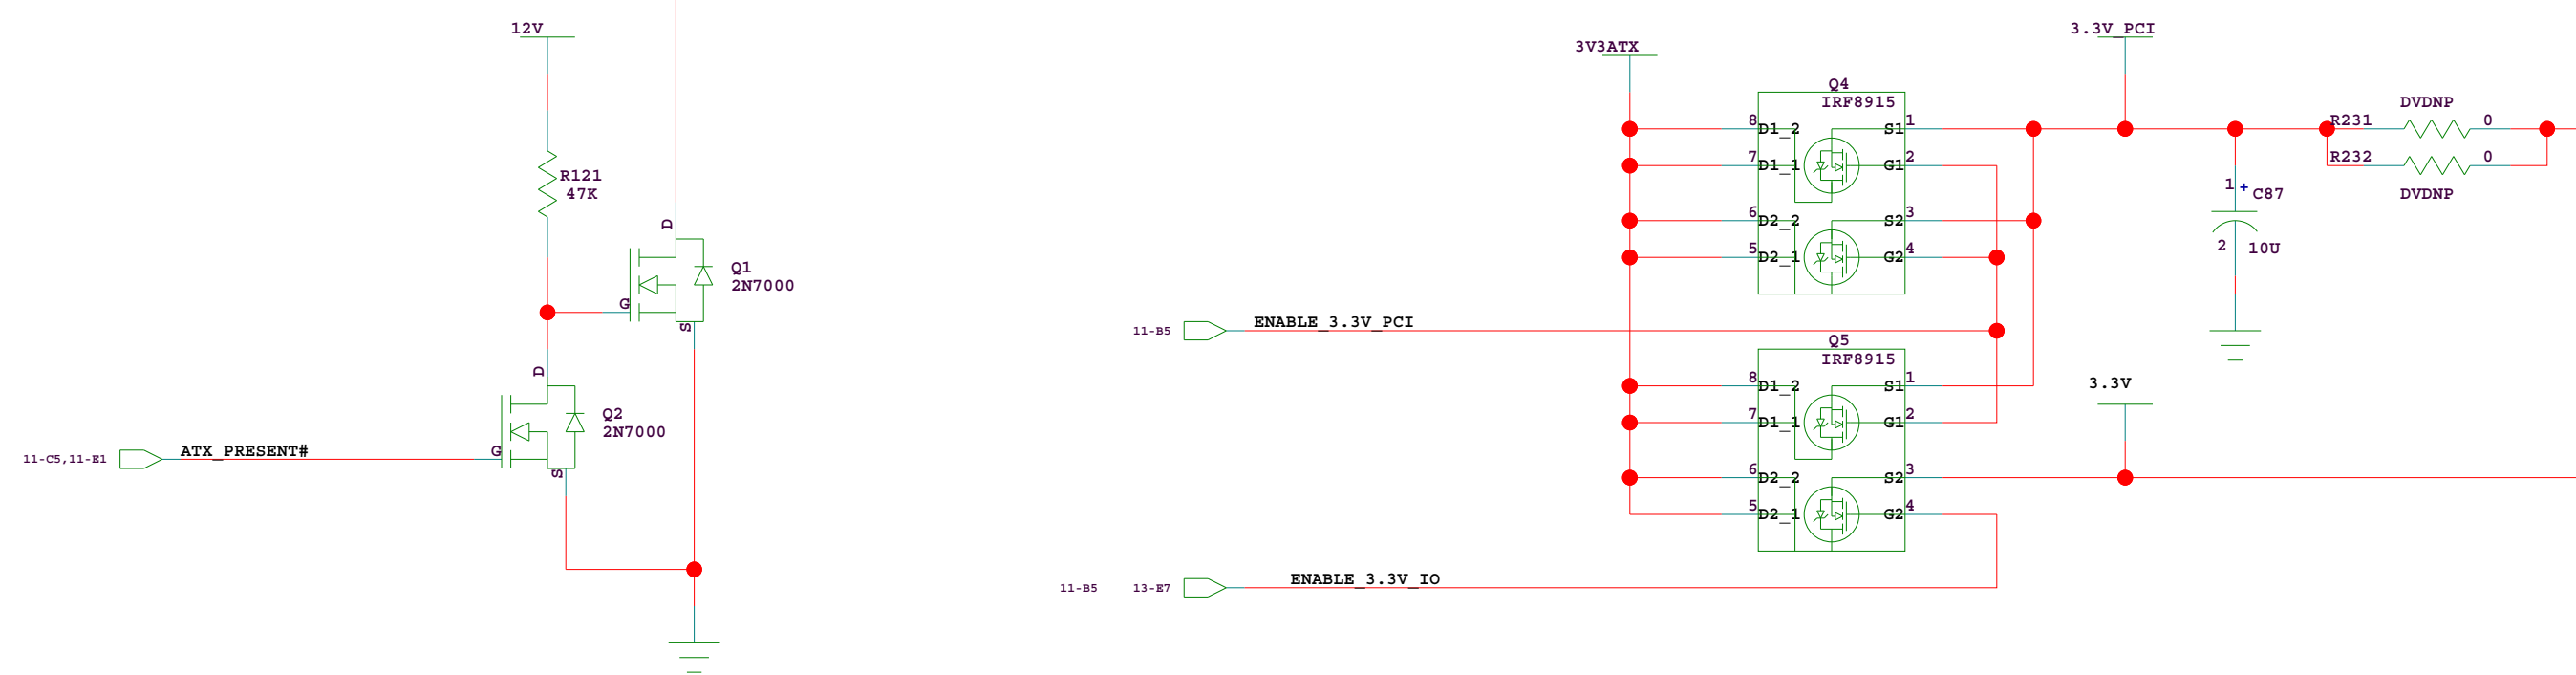 12V
R121
47K
D
Q1
2N7000
G
S
D
Q2
2N7000
G
S
11-C5,11-E1
ATX_PRESENT#
3V3ATX
Q4
IRF8915
8 D1_2 S1 1
7 D1_1 G1 2
6 D2_2 S2 3
5 D2_1 G2 4
11-B5
ENABLE_3.3V_PCI
Q5
IRF8915
8 D1_2 S1 1
7 D1_1 G1 2
6 D2_2 S2 3
5 D2_1 G2 4
11-B5 13-E7
ENABLE_3.3V_IO
3.3V_PCI
DVDNP
R231 0
R232 0
DVDNP
1 + C87
2 10U
3.3V